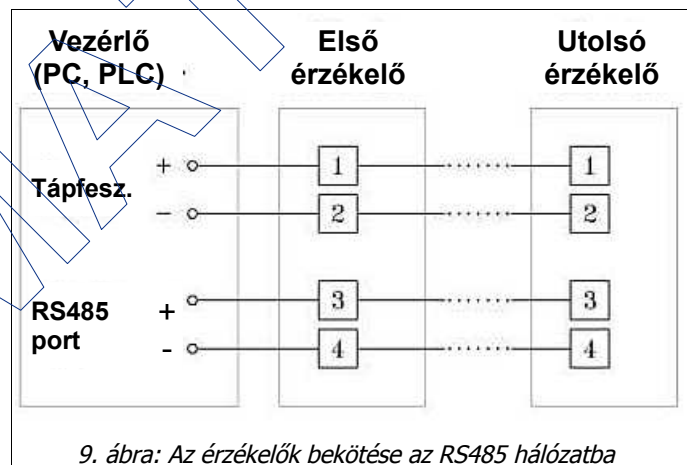 Vezérlő
(PC, PLC)
Első
érzékelő
Utolsó
érzékelő
Tápfesz.
+
1
1
−
2
2
RS485
port
+
3
3
-
4
4
9. ábra: Az érzékelők bekötése az RS485 hálózatba